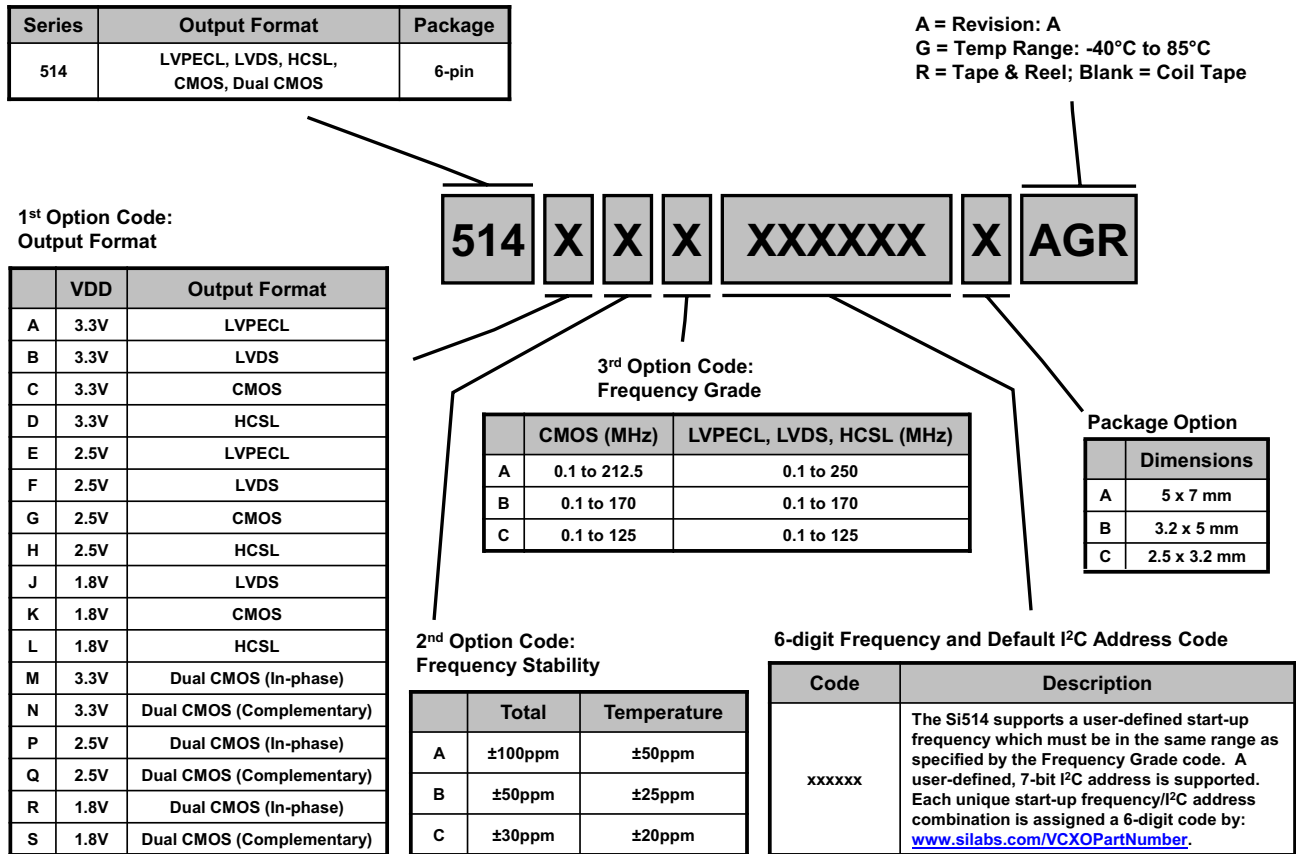 Series Output Format Package
514 LVPECL, LVDS, HCSL, CMOS, Dual CMOS 6-pin
A = Revision: A
G = Temp Range: -40°C to 85°C
R = Tape & Reel; Blank = Coil Tape
514 X X X XXXXXX X AGR
1st Option Code:
Output Format
VDD Output Format
A 3.3V LVPECL
B 3.3V LVDS
C 3.3V CMOS
D 3.3V HCSL
E 2.5V LVPECL
F 2.5V LVDS
G 2.5V CMOS
H 2.5V HCSL
J 1.8V LVDS
K 1.8V CMOS
L 1.8V HCSL
M 3.3V Dual CMOS (In-phase)
N 3.3V Dual CMOS (Complementary)
P 2.5V Dual CMOS (In-phase)
Q 2.5V Dual CMOS (Complementary)
R 1.8V Dual CMOS (In-phase)
S 1.8V Dual CMOS (Complementary)
3rd Option Code:
Frequency Grade
CMOS (MHz) LVPECL, LVDS, HCSL (MHz)
A 0.1 to 212.5 0.1 to 250
B 0.1 to 170 0.1 to 170
C 0.1 to 125 0.1 to 125
Package Option
Dimensions
A 5 x 7 mm
B 3.2 x 5 mm
C 2.5 x 3.2 mm
2nd Option Code:
Frequency Stability
Total Temperature
A ±100ppm ±50ppm
B ±50ppm ±25ppm
C ±30ppm ±20ppm
6-digit Frequency and Default I²C Address Code
Code Description
xxxxxx
The Si514 supports a user-defined start-up
frequency which must be in the same range as
specified by the Frequency Grade code. A
user-defined, 7-bit I²C address is supported.
Each unique start-up frequency/I²C address
combination is assigned a 6-digit code by:
www.silabs.com/VCXOPartNumber.